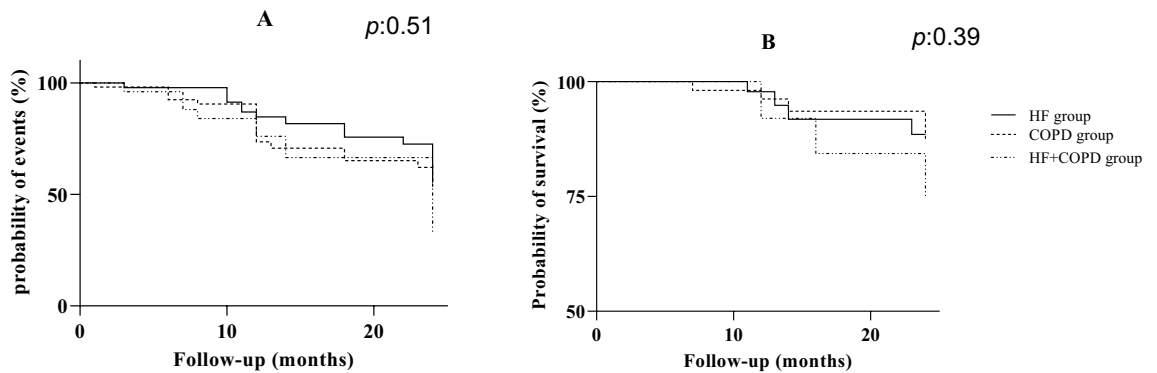 A
p:0.51
probability of events (%)
100
50
0
0
10
20
Follow-up (months)
B
p:0.39
Probability of survival (%)
100
75
50
0
10
20
Follow-up (months)
HF group
COPD group
HF+COPD group